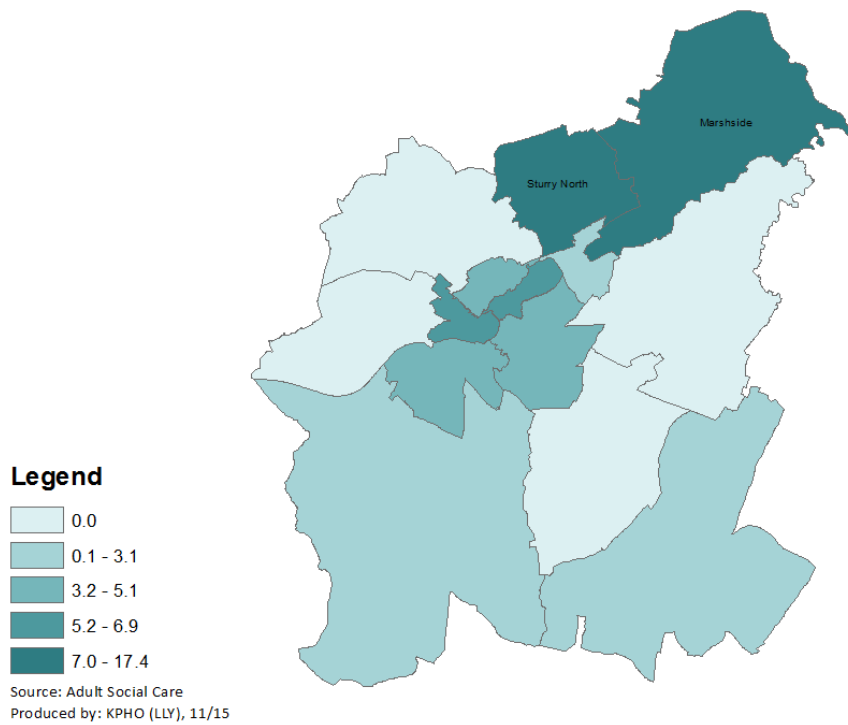 Marshside
Sturry North
Legend
0.0
0.1 - 3.1
3.2 - 5.1
5.2 - 6.9
7.0 - 17.4
Source: Adult Social Care
Produced by: KPHO (LLY), 11/15